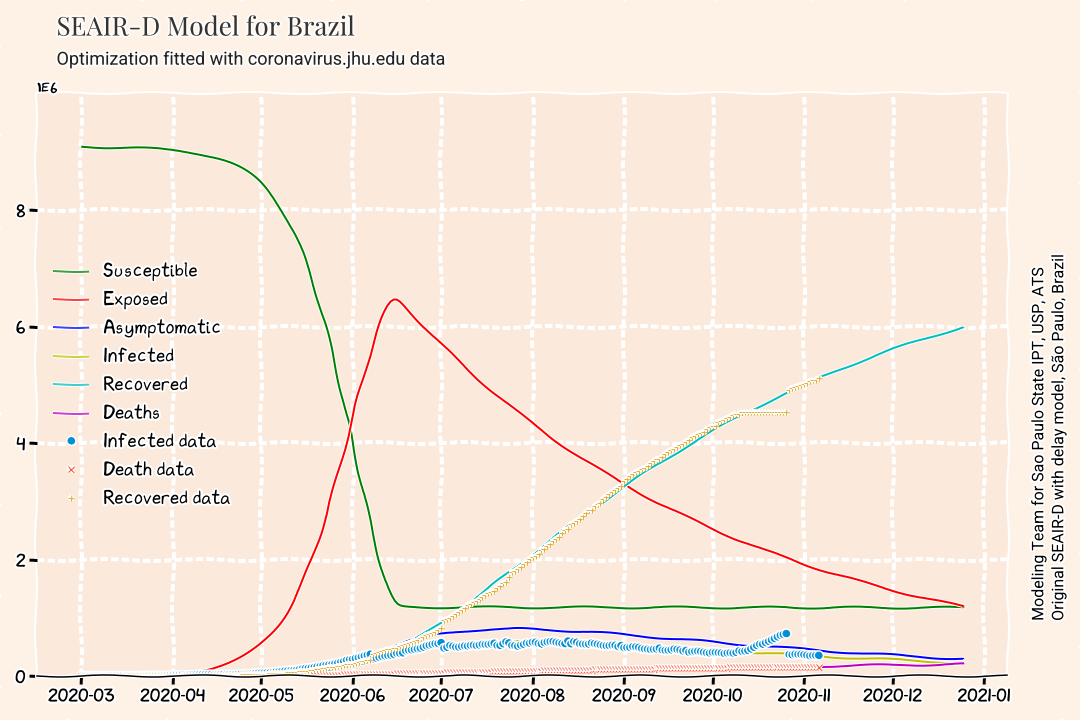 SEAIR-D Model for Brazil
Optimization fitted with coronavirus.jhu.edu data
1E6
8
6
4
2
0
Susceptible
Exposed
Asymptomatic
Infected
Recovered
Deaths
Infected data
Death data
Recovered data
2020-03 2020-04 2020-05 2020-06 2020-07 2020-08 2020-09 2020-10 2020-11 2020-12 2021-01
Modeling Team for Sao Paulo State IPT, USP, ATS
Original SEAIR-D with delay model, São Paulo, Brazil